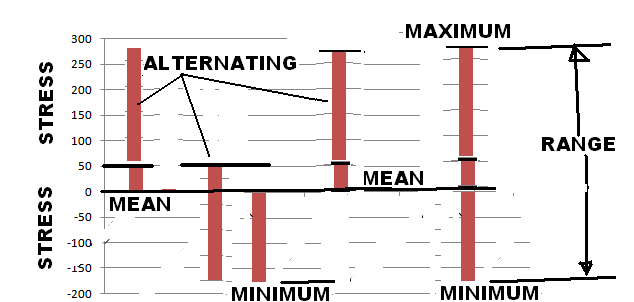 MAXIMUM
300
250
ALTERNATING
200
150
100
RANGE
50
MEAN
0
MEAN
-50
-100
-150
-200
MINIMUM
MINIMUM
STRESS
STRESS